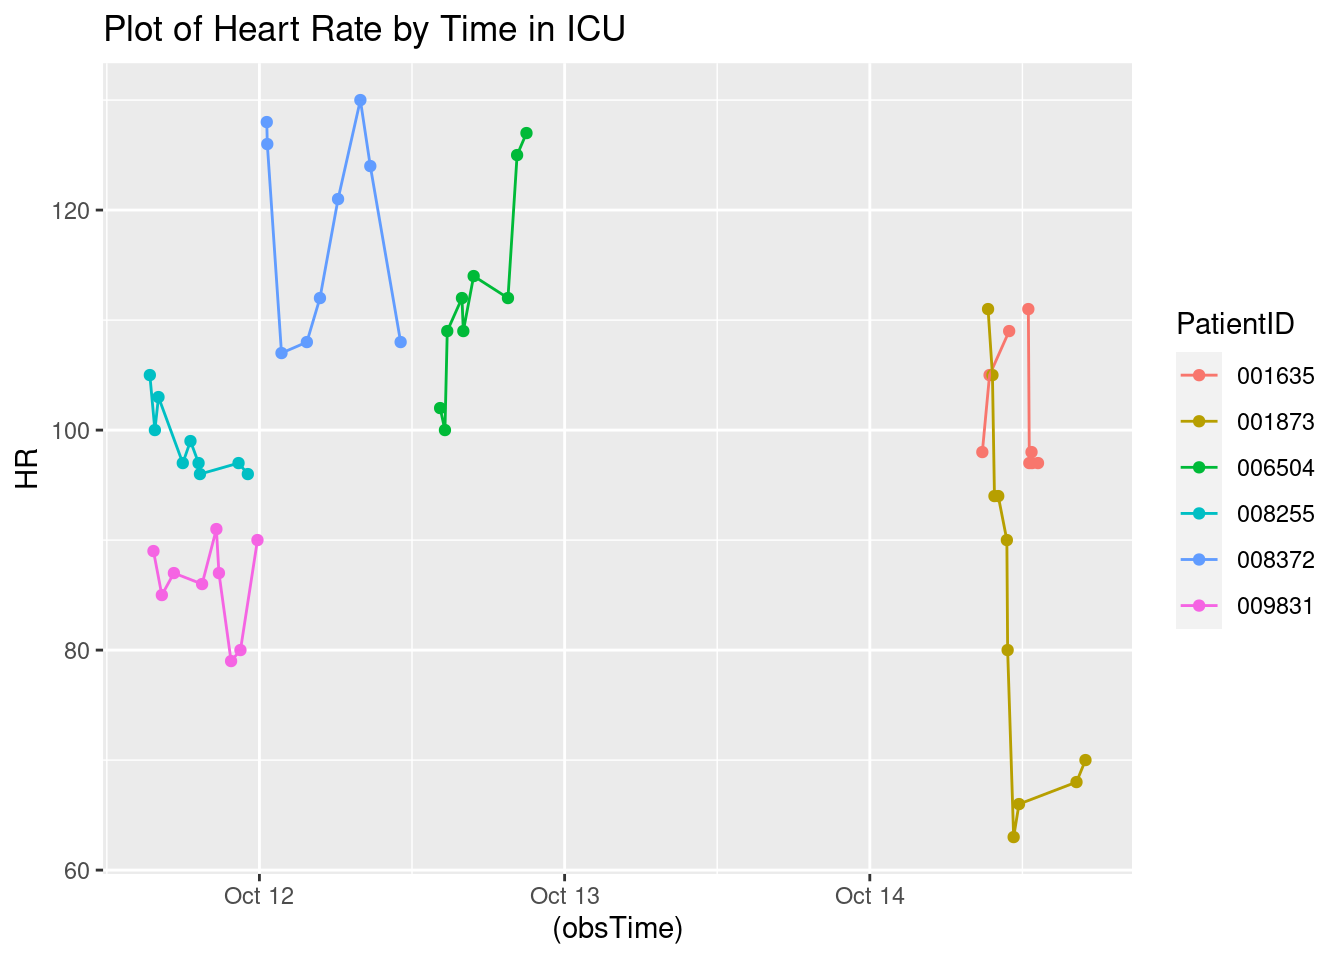 Plot of Heart Rate by Time in ICU
120
100
80
60
HR
Oct 12
Oct 13
Oct 14
(obsTime)
PatientID
001635
001873
006504
008255
008372
009831